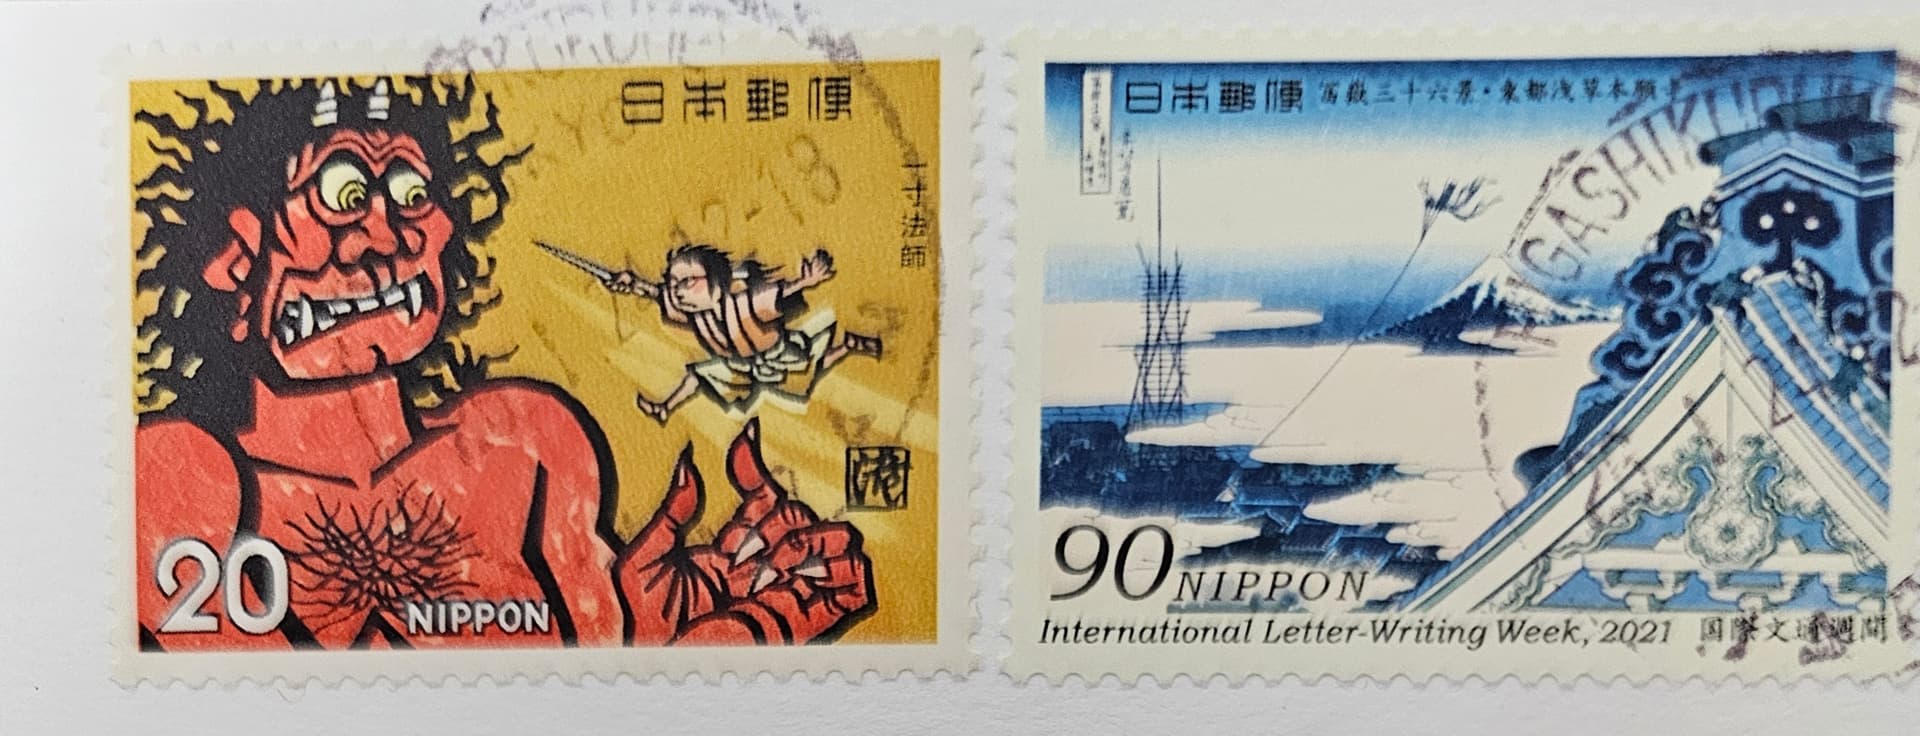 日本郵便
一寸法師
20
NIPPON
日本郵便 冨嶽三十六景・東都浅草本願寺
90 NIPPON
International Letter-Writing Week, 2021 国際文通週間
HIGASHIKURUME